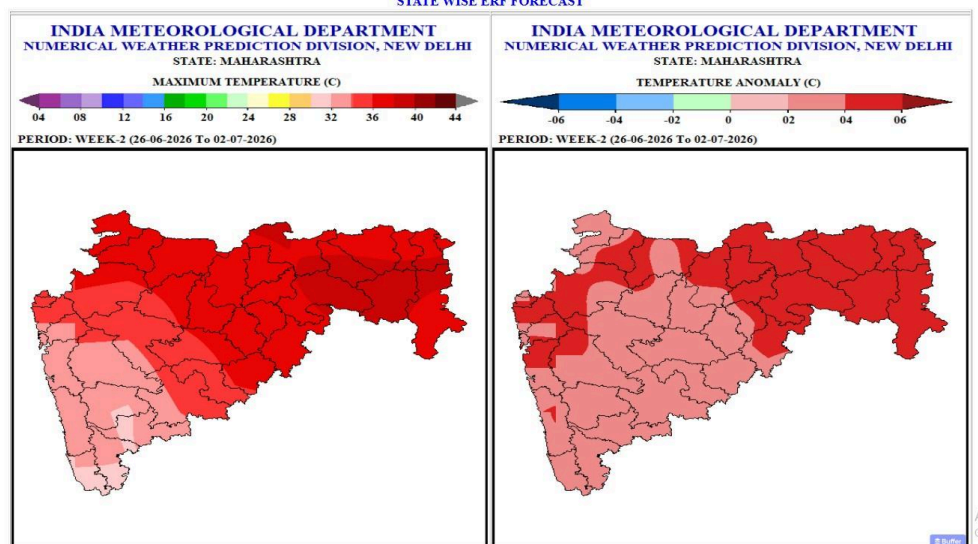 STATE WISE ERF FORECAST
INDIA METEOROLOGICAL DEPARTMENT
NUMERICAL WEATHER PREDICTION DIVISION, NEW DELHI
STATE: MAHARASHTRA
MAXIMUM TEMPERATURE (C)
04 08 12 16 20 24 28 32 36 40 44
PERIOD: WEEK-2 (26-06-2026 To 02-07-2026)
INDIA METEOROLOGICAL DEPARTMENT
NUMERICAL WEATHER PREDICTION DIVISION, NEW DELHI
STATE: MAHARASHTRA
TEMPERATURE ANOMALY (C)
-06 -04 -02 0 02 04 06
PERIOD: WEEK-2 (26-06-2026 To 02-07-2026)
Buffer